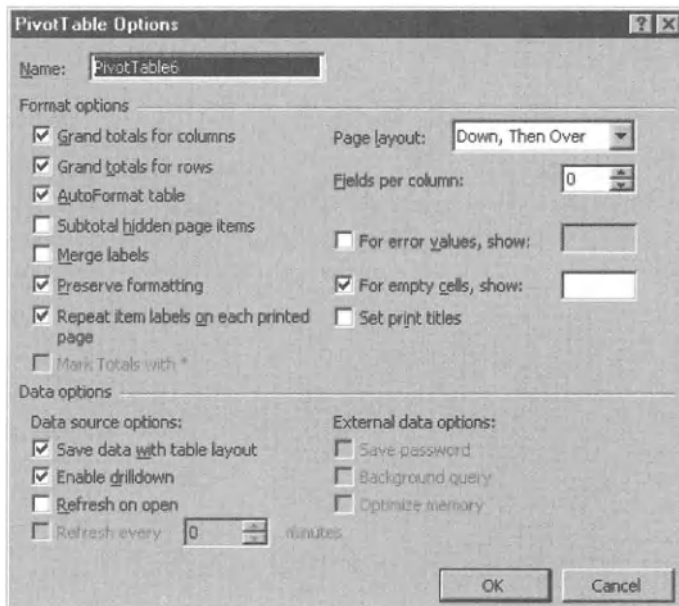 PivotTable Options
Name: PivotTable6
Format options
Grand totals for columns
Grand totals for rows
AutoFormat table
Subtotal hidden page items
Merge labels
Preserve formatting
Repeat item labels on each printed
page
Mark Totals with *
Page layout: Down, Then Over
Fields per column: 0
For error values, show:
For empty cells, show:
Set print titles
Data options
Data source options:
Save data with table layout
Enable drilldown
Refresh on open
Refresh every 0 minutes
External data options:
Save password
Background query
Optimize memory
OK Cancel